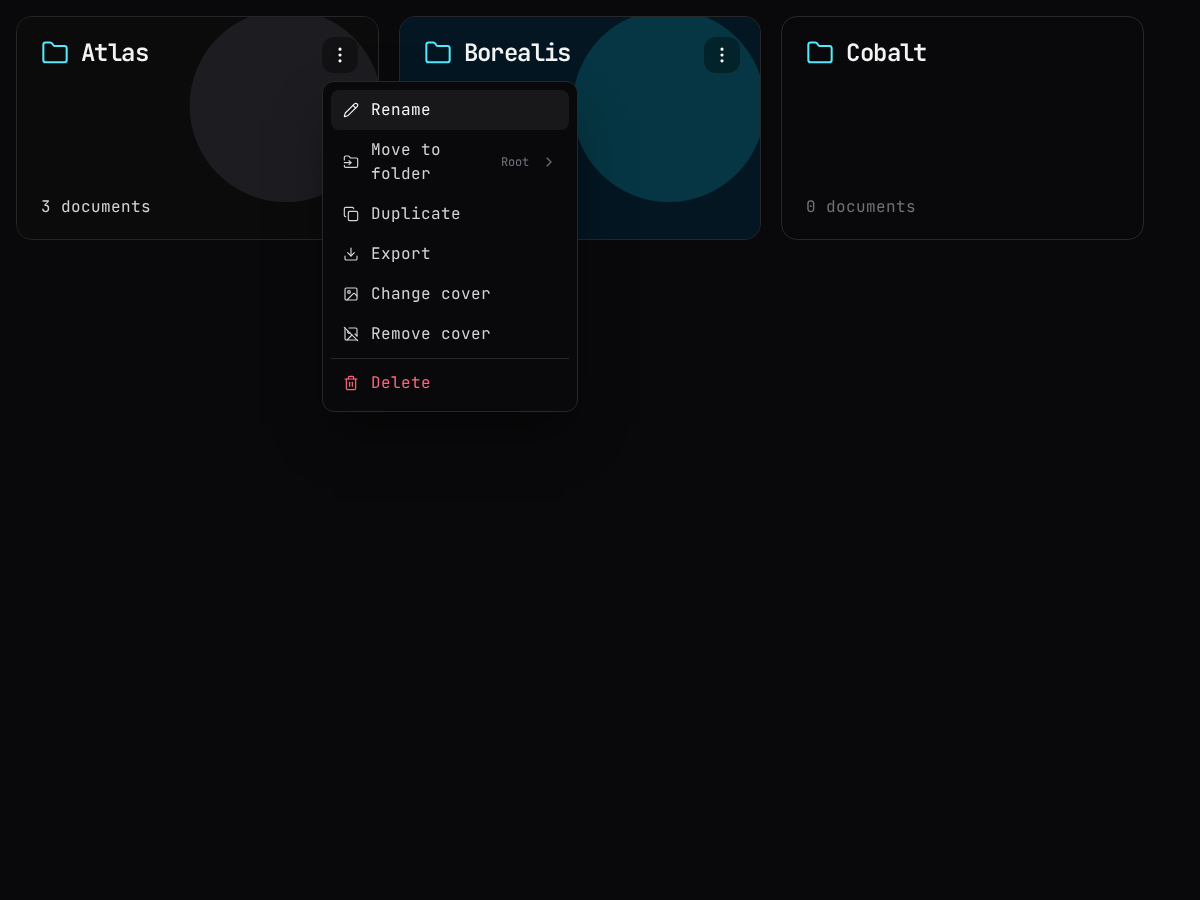 Atlas
Borealis
Cobalt
Rename
Move to
folder
Root
Duplicate
Export
Change cover
Remove cover
Delete
3 documents
0 documents